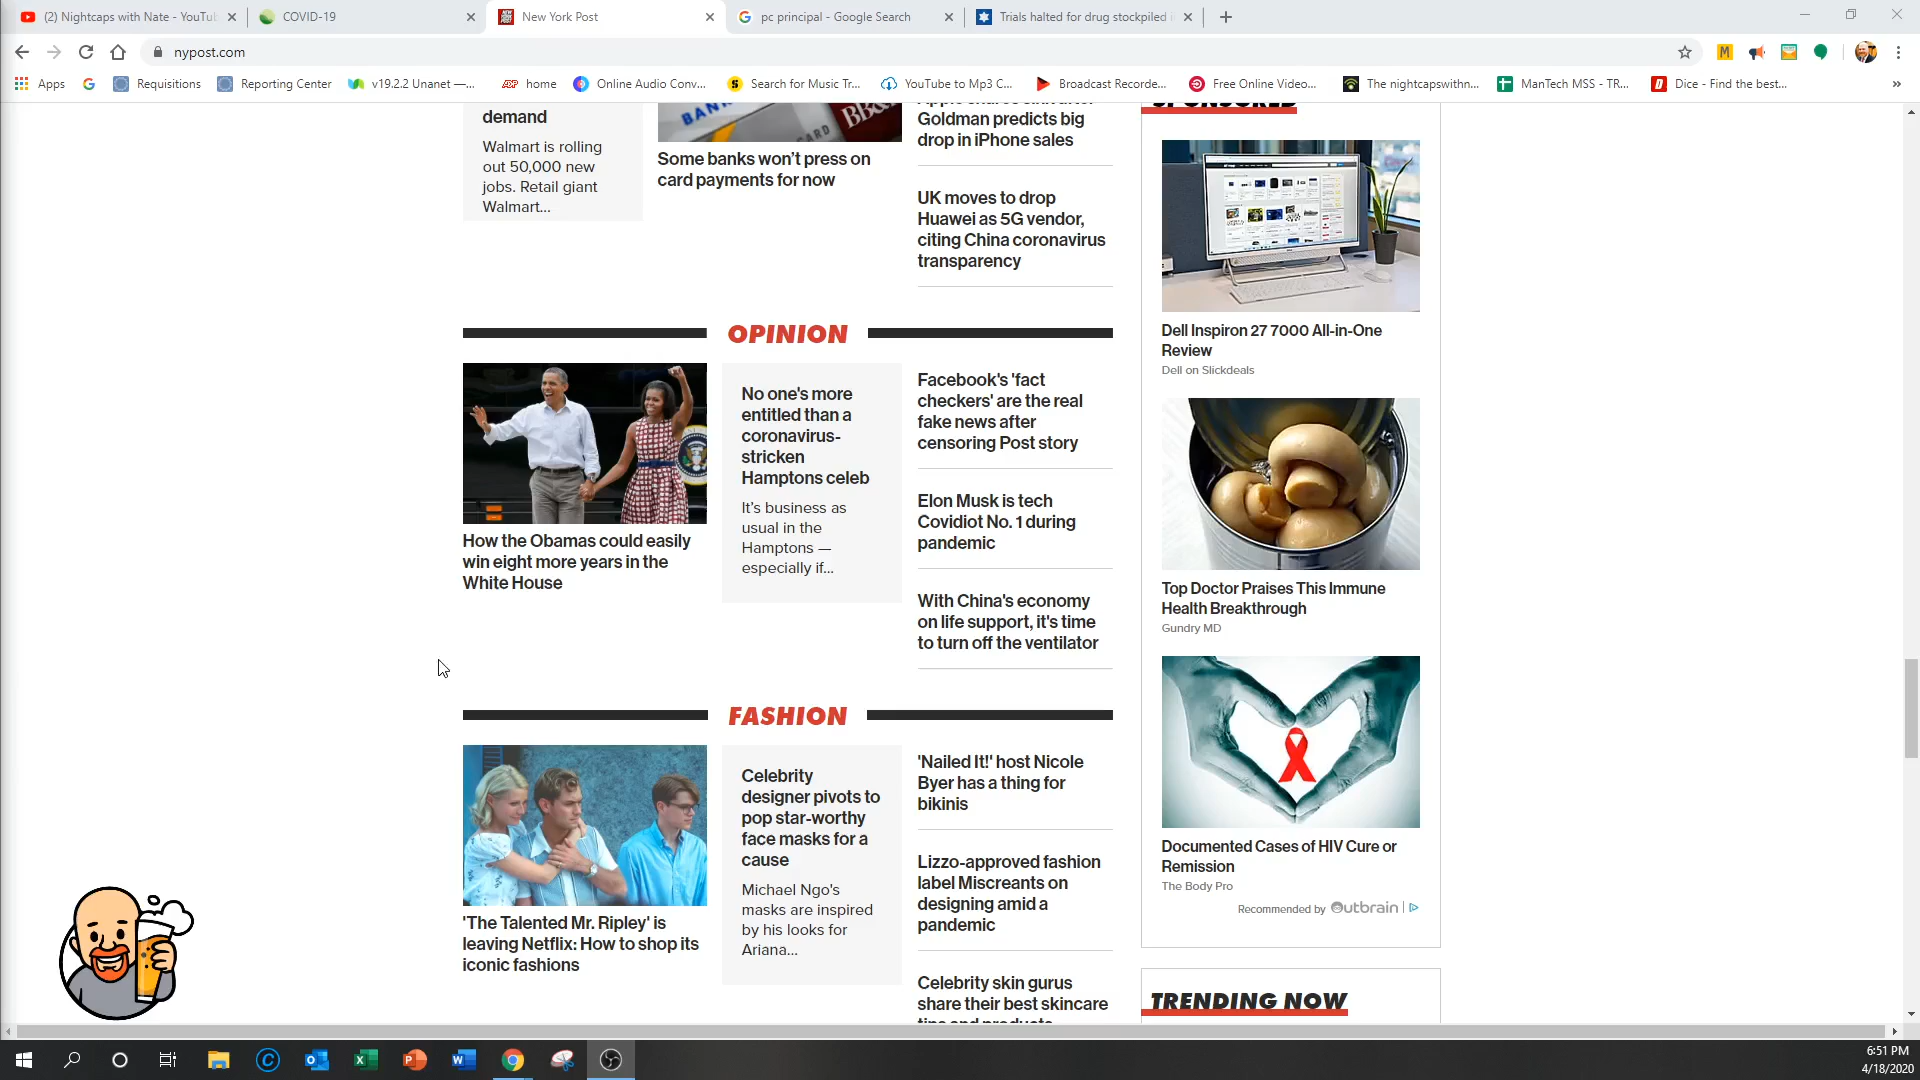 (2) Nightcaps with Nate - YouTu
COVID-19
New York Post
pc principal - Google Search
Trials halted for drug stockpiled
nypost.com
Apps
Requisitions
Reporting Center
v19.2.2 Unanet —...
home
Online Audio Conv...
Search for Music Tr...
YouTube to Mp3 C...
Broadcast Recorde...
Free Online Video...
The nightcapswithn...
ManTech MSS - TR...
Dice - Find the best...
»
demand
Walmart is rolling
out 50,000 new
jobs. Retail giant
Walmart...
BANK
CARD
BB&T
Some banks won't press on
card payments for now
Goldman predicts big
drop in iPhone sales
UK moves to drop
Huawei as 5G vendor,
citing China coronavirus
transparency
SPONSORED
Dell Inspiron 27 7000 All-in-One
Review
Dell on Slickdeals
Top Doctor Praises This Immune
Health Breakthrough
Gundry MD
Documented Cases of HIV Cure or
Remission
The Body Pro
Recommended by Outbrain
OPINION
How the Obamas could easily
win eight more years in the
White House
No one's more
entitled than a
coronavirus-
stricken
Hamptons celeb
It's business as
usual in the
Hamptons —
especially if...
Facebook's 'fact
checkers' are the real
fake news after
censoring Post story
Elon Musk is tech
Covidiot No. 1 during
pandemic
With China's economy
on life support, it's time
to turn off the ventilator
FASHION
'The Talented Mr. Ripley' is
leaving Netflix: How to shop its
iconic fashions
Celebrity
designer pivots to
pop star-worthy
face masks for a
cause
Michael Ngo's
masks are inspired
by his looks for
Ariana...
'Nailed It!' host Nicole
Byer has a thing for
bikinis
Lizzo-approved fashion
label Miscreants on
designing amid a
pandemic
Celebrity skin gurus
share their best skincare
tips and products
TRENDING NOW
6:51 PM
4/18/2020